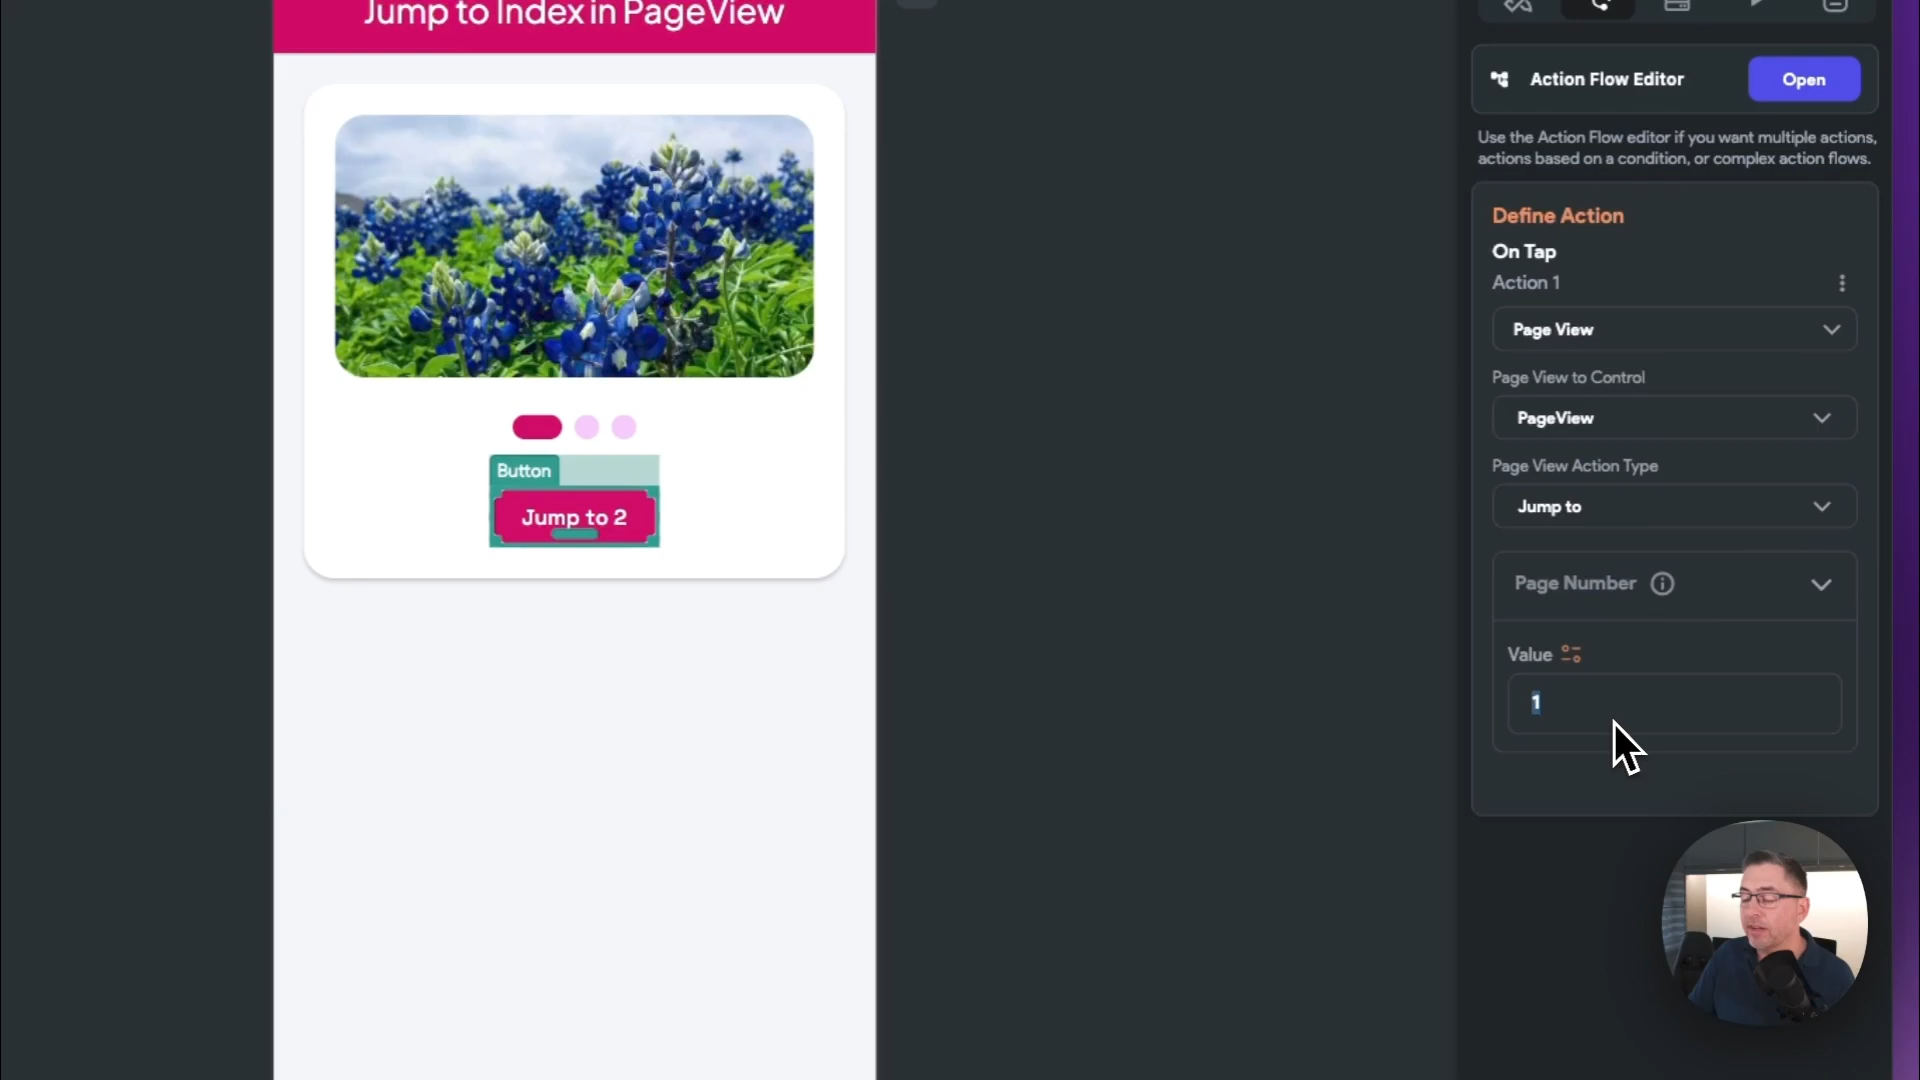 Jump to Index in PageView
Button
Jump to 2
Action Flow Editor
Open
Use the Action Flow editor if you want multiple actions,
actions based on a condition, or complex action flows.
Define Action
On Tap
Action 1
Page View
Page View to Control
PageView
Page View Action Type
Jump to
Page Number
Value
1